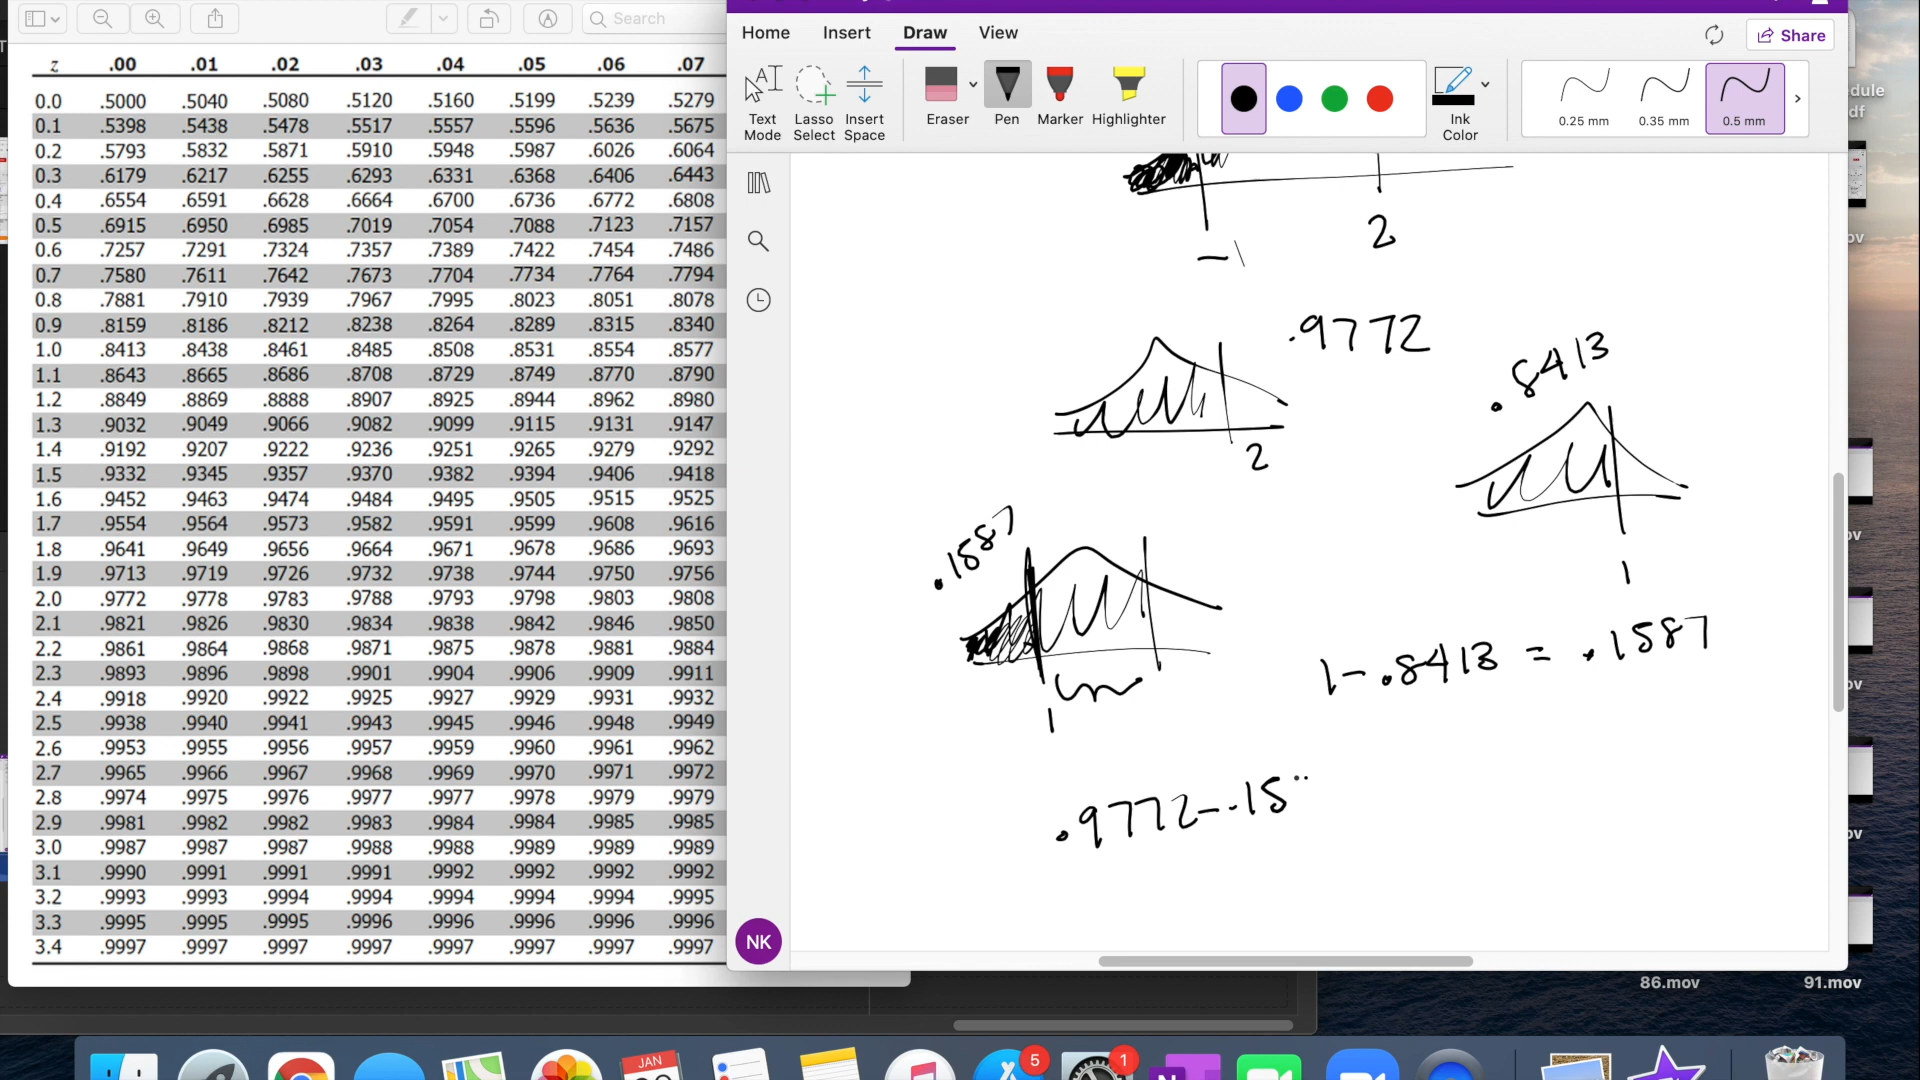 Search
z .00 .01 .02 .03 .04 .05 .06 .07
0.0 .5000 .5040 .5080 .5120 .5160 .5199 .5239 .5279
0.1 .5398 .5438 .5478 .5517 .5557 .5596 .5636 .5675
0.2 .5793 .5832 .5871 .5910 .5948 .5987 .6026 .6064
0.3 .6179 .6217 .6255 .6293 .6331 .6368 .6406 .6443
0.4 .6554 .6591 .6628 .6664 .6700 .6736 .6772 .6808
0.5 .6915 .6950 .6985 .7019 .7054 .7088 .7123 .7157
0.6 .7257 .7291 .7324 .7357 .7389 .7422 .7454 .7486
0.7 .7580 .7611 .7642 .7673 .7704 .7734 .7764 .7794
0.8 .7881 .7910 .7939 .7967 .7995 .8023 .8051 .8078
0.9 .8159 .8186 .8212 .8238 .8264 .8289 .8315 .8340
1.0 .8413 .8438 .8461 .8485 .8508 .8531 .8554 .8577
1.1 .8643 .8665 .8686 .8708 .8729 .8749 .8770 .8790
1.2 .8849 .8869 .8888 .8907 .8925 .8944 .8962 .8980
1.3 .9032 .9049 .9066 .9082 .9099 .9115 .9131 .9147
1.4 .9192 .9207 .9222 .9236 .9251 .9265 .9279 .9292
1.5 .9332 .9345 .9357 .9370 .9382 .9394 .9406 .9418
1.6 .9452 .9463 .9474 .9484 .9495 .9505 .9515 .9525
1.7 .9554 .9564 .9573 .9582 .9591 .9599 .9608 .9616
1.8 .9641 .9649 .9656 .9664 .9671 .9678 .9686 .9693
1.9 .9713 .9719 .9726 .9732 .9738 .9744 .9750 .9756
2.0 .9772 .9778 .9783 .9788 .9793 .9798 .9803 .9808
2.1 .9821 .9826 .9830 .9834 .9838 .9842 .9846 .9850
2.2 .9861 .9864 .9868 .9871 .9875 .9878 .9881 .9884
2.3 .9893 .9896 .9898 .9901 .9904 .9906 .9909 .9911
2.4 .9918 .9920 .9922 .9925 .9927 .9929 .9931 .9932
2.5 .9938 .9940 .9941 .9943 .9945 .9946 .9948 .9949
2.6 .9953 .9955 .9956 .9957 .9959 .9960 .9961 .9962
2.7 .9965 .9966 .9967 .9968 .9969 .9970 .9971 .9972
2.8 .9974 .9975 .9976 .9977 .9977 .9978 .9979 .9979
2.9 .9981 .9982 .9982 .9983 .9984 .9984 .9985 .9985
3.0 .9987 .9987 .9987 .9988 .9988 .9989 .9989 .9989
3.1 .9990 .9991 .9991 .9991 .9992 .9992 .9992 .9992
3.2 .9993 .9993 .9994 .9994 .9994 .9994 .9994 .9995
3.3 .9995 .9995 .9995 .9996 .9996 .9996 .9996 .9996
3.4 .9997 .9997 .9997 .9997 .9997 .9997 .9997 .9997
Home Insert Draw View
Share
Text Mode
Lasso Select
Insert Space
Eraser
Pen
Marker
Highlighter
Ink Color
0.25 mm
0.35 mm
0.5 mm
-1
2
.9772
2
.8413
1
.1587
1
1-.8413 = .1587
.9772-.15
NK
86.mov
91.mov
JAN
5
1